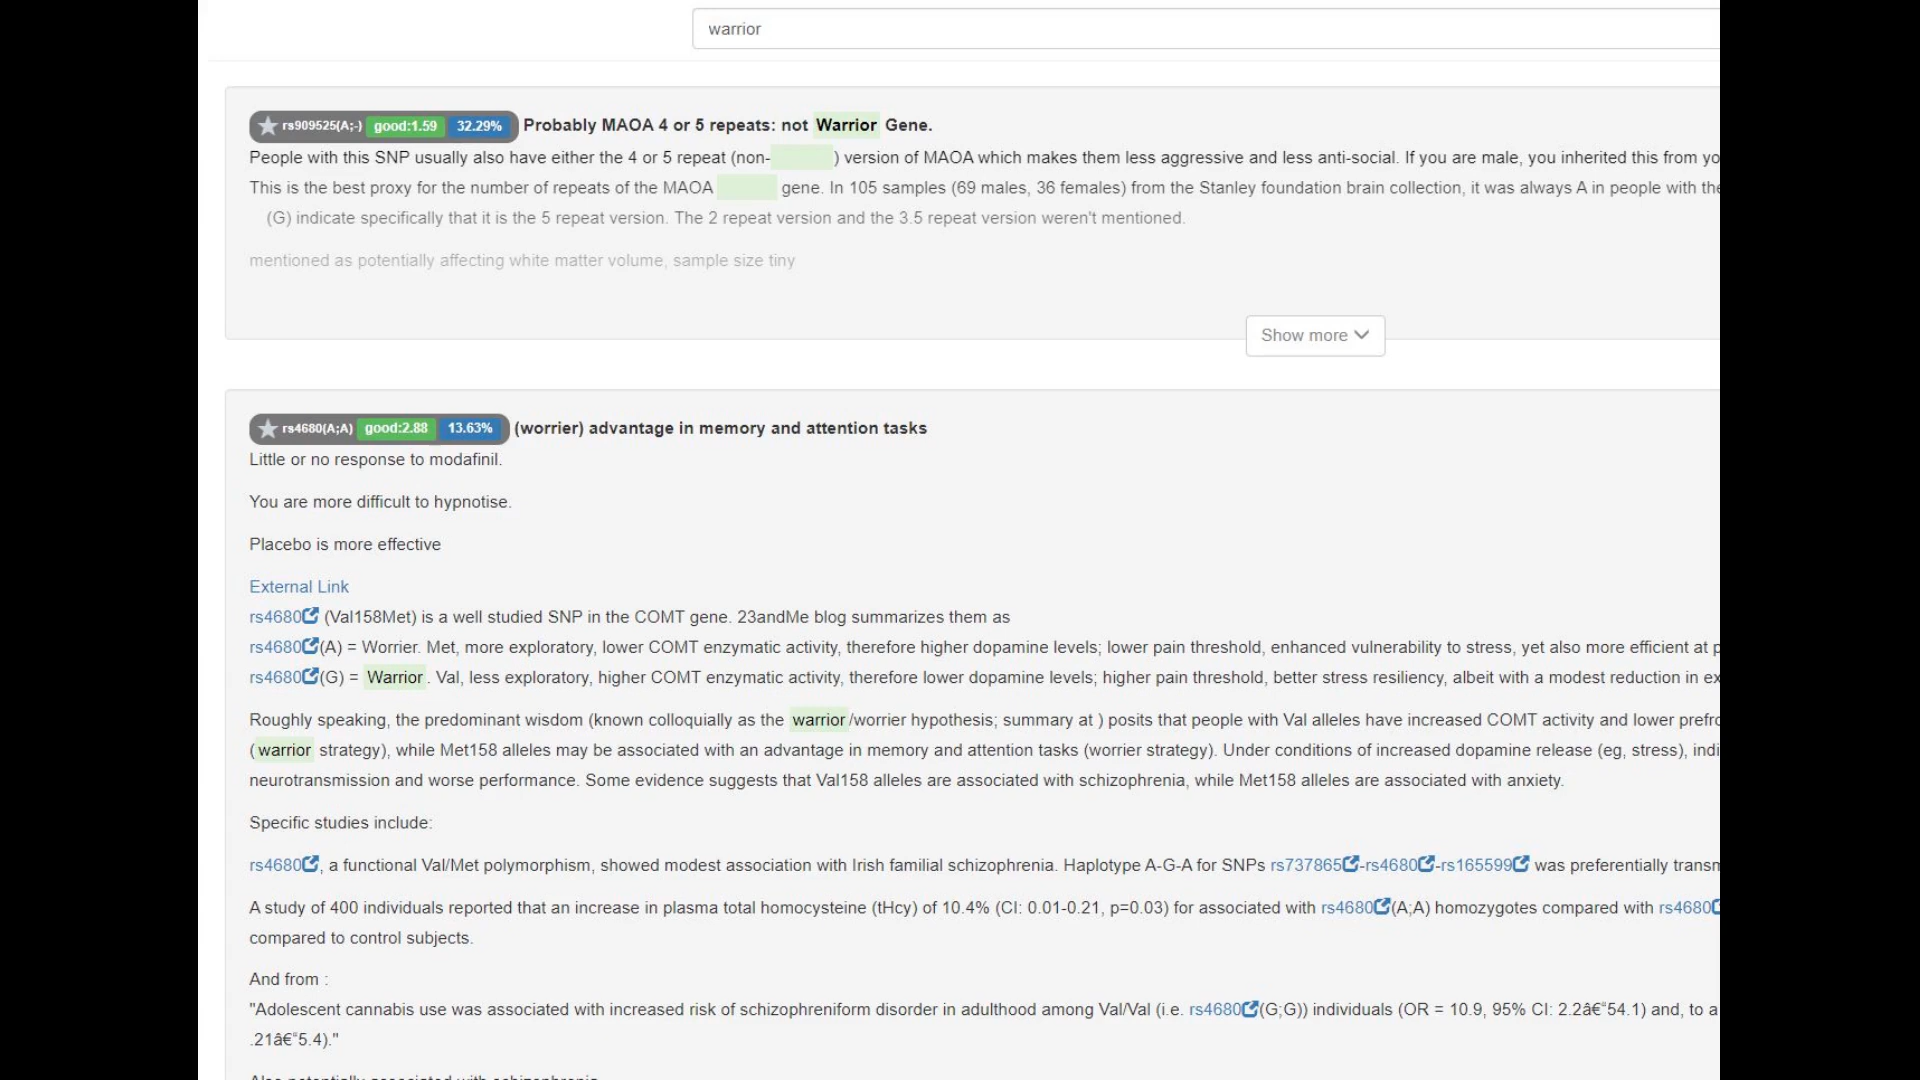 warrior
rs909525(A;-) good:1.59 32.29% Probably MAOA 4 or 5 repeats: not Warrior Gene.
People with this SNP usually also have either the 4 or 5 repeat (non- ) version of MAOA which makes them less aggressive and less anti-social. If you are male, you inherited this from yo
This is the best proxy for the number of repeats of the MAOA gene. In 105 samples (69 males, 36 females) from the Stanley foundation brain collection, it was always A in people with the
(G) indicate specifically that it is the 5 repeat version. The 2 repeat version and the 3.5 repeat version weren't mentioned.
mentioned as potentially affecting white matter volume, sample size tiny
Show more
rs4680(A;A) good:2.88 13.63% (worrier) advantage in memory and attention tasks
Little or no response to modafinil.
You are more difficult to hypnotise.
Placebo is more effective
External Link
rs4680 (Val158Met) is a well studied SNP in the COMT gene. 23andMe blog summarizes them as
rs4680(A) = Worrier. Met, more exploratory, lower COMT enzymatic activity, therefore higher dopamine levels; lower pain threshold, enhanced vulnerability to stress, yet also more efficient at p
rs4680(G) = Warrior. Val, less exploratory, higher COMT enzymatic activity, therefore lower dopamine levels; higher pain threshold, better stress resiliency, albeit with a modest reduction in ex
Roughly speaking, the predominant wisdom (known colloquially as the warrior/worrier hypothesis; summary at ) posits that people with Val alleles have increased COMT activity and lower prefro
(warrior strategy), while Met158 alleles may be associated with an advantage in memory and attention tasks (worrier strategy). Under conditions of increased dopamine release (eg, stress), indi
neurotransmission and worse performance. Some evidence suggests that Val158 alleles are associated with schizophrenia, while Met158 alleles are associated with anxiety.
Specific studies include:
rs4680, a functional Val/Met polymorphism, showed modest association with Irish familial schizophrenia. Haplotype A-G-A for SNPs rs737865-rs4680-rs165599 was preferentially transm
A study of 400 individuals reported that an increase in plasma total homocysteine (tHcy) of 10.4% (CI: 0.01-0.21, p=0.03) for associated with rs4680(A;A) homozygotes compared with rs4680
compared to control subjects.
And from :
"Adolescent cannabis use was associated with increased risk of schizophreniform disorder in adulthood among Val/Val (i.e. rs4680(G;G)) individuals (OR = 10.9, 95% CI: 2.2â€“54.1) and, to a
.21â€“5.4)."
Also potentially associated with schizophrenia